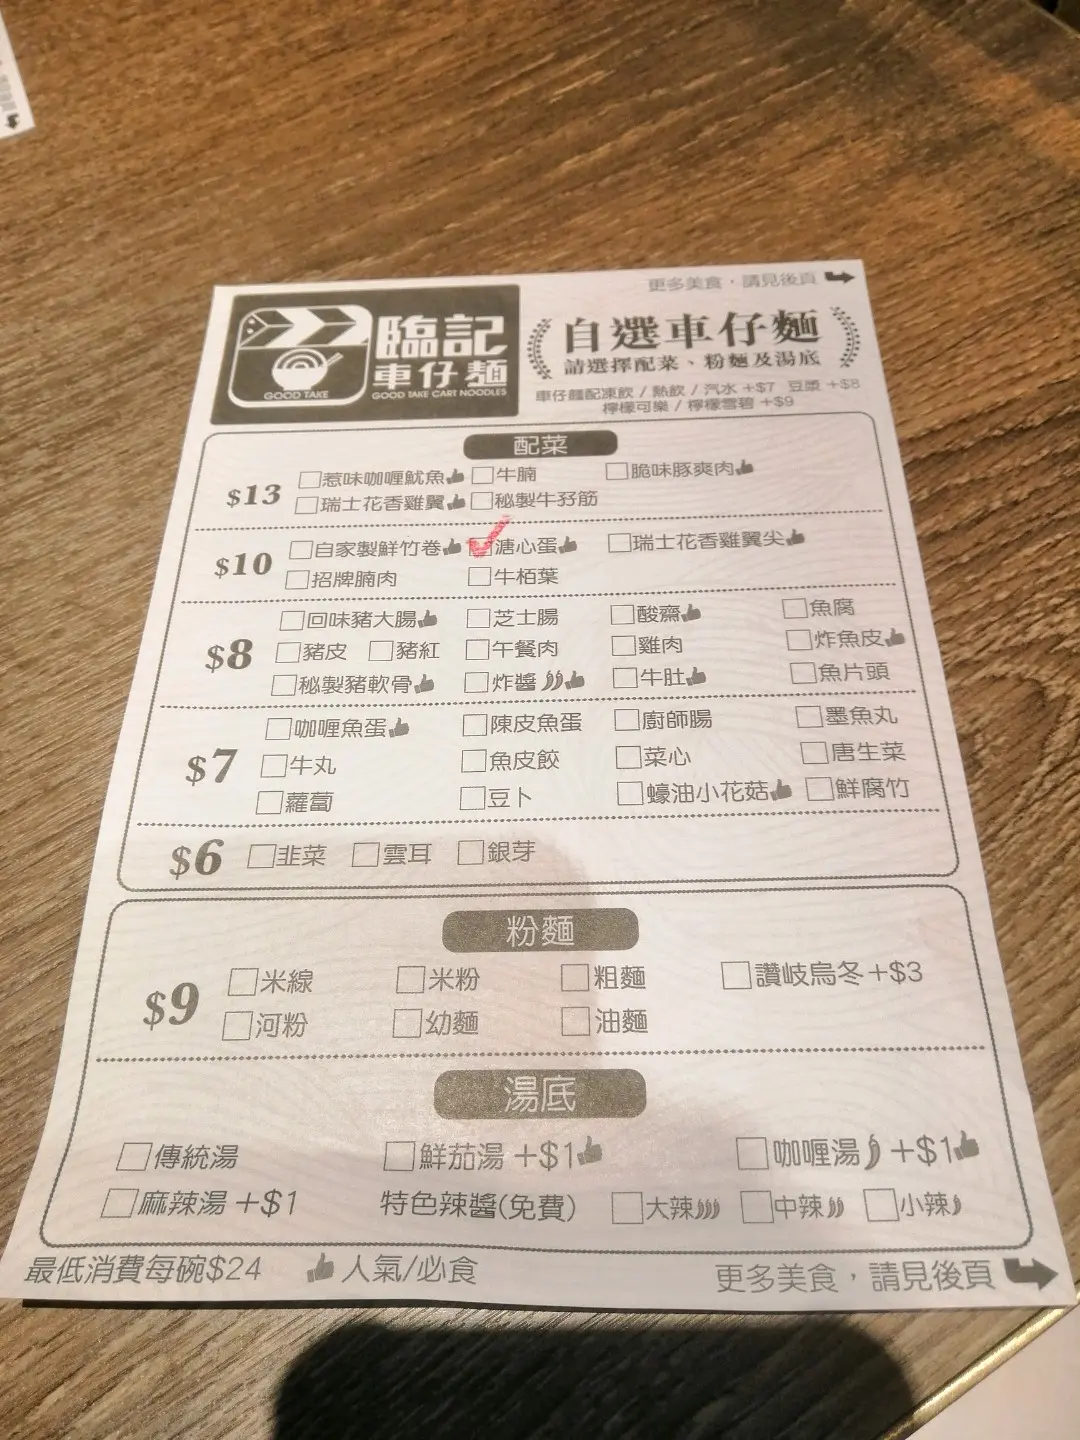 更多美食，請見後頁
臨記
車仔麵
GOOD TAKE
GOOD TAKE CART NOODLES
自選車仔麵
請選擇配菜、粉麵及湯底
車仔麵配凍飲 / 熱飲 / 汽水 +$7 豆漿 +$8
檸檬可樂 / 檸檬雪碧 +$9
配菜
$13
惹味咖喱魷魚 牛腩 脆味豚爽肉
瑞士花香雞翼 秘製牛孖筋
$10
自家製鮮竹卷 溏心蛋 瑞士花香雞翼尖
招牌腩肉 牛栢葉
$8
回味豬大腸 芝士腸 酸齋 魚腐
豬皮 豬紅 午餐肉 雞肉 炸魚皮
秘製豬軟骨 炸醬 牛肚 魚片頭
$7
咖喱魚蛋 陳皮魚蛋 廚師腸 墨魚丸
牛丸 魚皮餃 菜心 唐生菜
蘿蔔 豆卜 蠔油小花菇 鮮腐竹
$6 韭菜 雲耳 銀芽
粉麵
$9
米線 米粉 粗麵 讚岐烏冬+$3
河粉 幼麵 油麵
湯底
傳統湯 鮮茄湯 +$1 咖喱湯 +$1
麻辣湯 +$1 特色辣醬(免費) 大辣 中辣 小辣
最低消費每碗$24 人氣/必食 更多美食，請見後頁